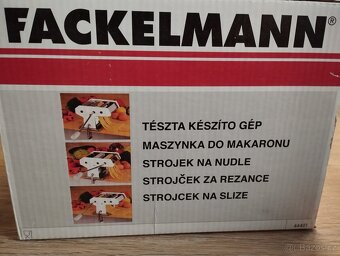 FACKELMANN®
TÉSZTA KÉSZÍTO GÉP
MASZYNKA DO MAKARONU
STROJEK NA NUDLE
STROJČEK ZA REZANCE
STROJCEK NA SLIZE